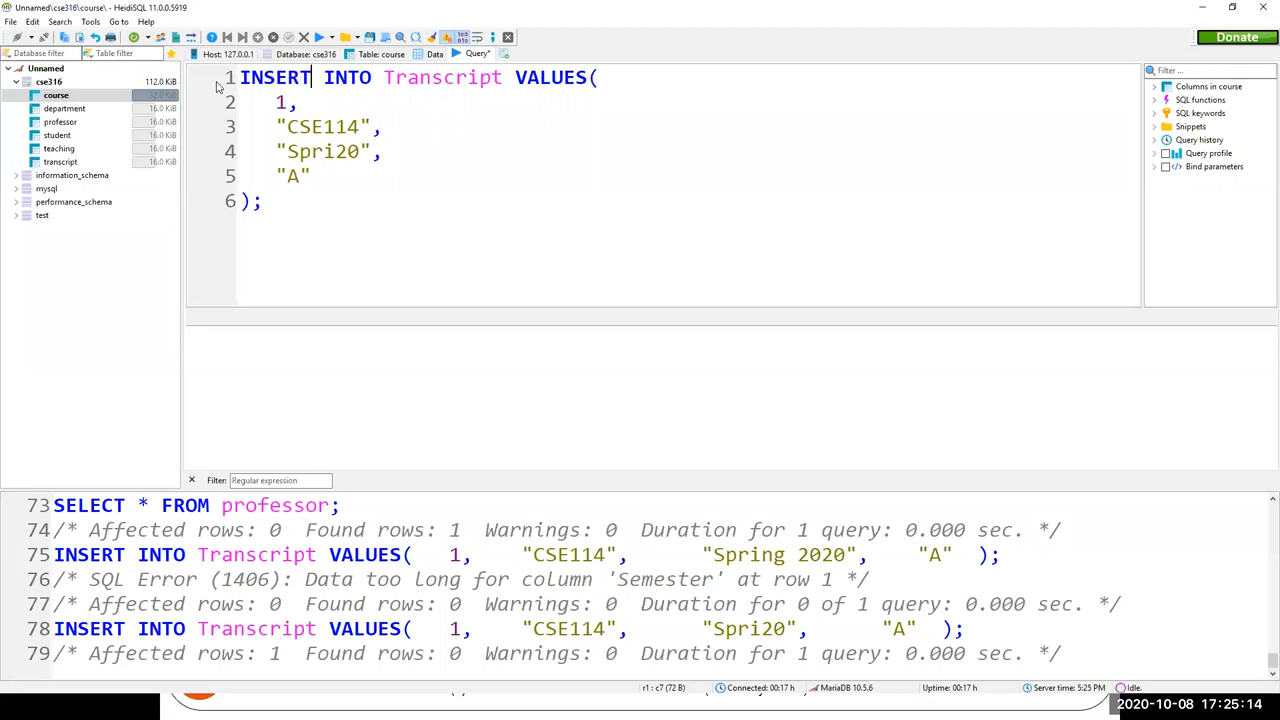 Unnamed\cse316\course\ - HeidiSQL 11.0.0.5919
File Edit Search Tools Go to Help
Donate
Database filter Table filter Host: 127.0.0.1 Database: cse316 Table: course Data Query*
Unnamed
cse316 112.0 KiB
course 32.0 KiB
department 16.0 KiB
professor 16.0 KiB
student 16.0 KiB
teaching 16.0 KiB
transcript 16.0 KiB
information_schema
mysql
performance_schema
test
1 INSERT INTO Transcript VALUES(
2 1,
3 "CSE114",
4 "Spri20",
5 "A"
6 );
Filter ...
Columns in course
SQL functions
SQL keywords
Snippets
Query history
Query profile
Bind parameters
Filter: Regular expression
73 SELECT * FROM professor;
74 /* Affected rows: 0 Found rows: 1 Warnings: 0 Duration for 1 query: 0.000 sec. */
75 INSERT INTO Transcript VALUES( 1, "CSE114", "Spring 2020", "A" );
76 /* SQL Error (1406): Data too long for column 'Semester' at row 1 */
77 /* Affected rows: 0 Found rows: 0 Warnings: 0 Duration for 0 of 1 query: 0.000 sec. */
78 INSERT INTO Transcript VALUES( 1, "CSE114", "Spri20", "A" );
79 /* Affected rows: 1 Found rows: 0 Warnings: 0 Duration for 1 query: 0.000 sec. */
r1 : c7 (72 B) Connected: 00:17 h MariaDB 10.5.6 Uptime: 00:17 h Server time: 5:25 PM Idle.
2020-10-08 17:25:14